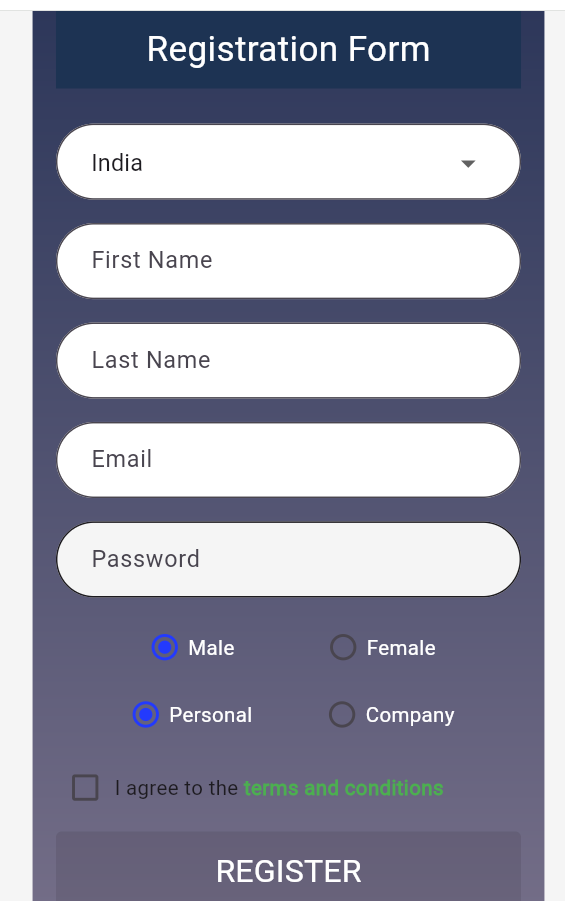 Registration Form
India
First Name
Last Name
Email
Password
Male Female
Personal Company
I agree to the terms and conditions
REGISTER